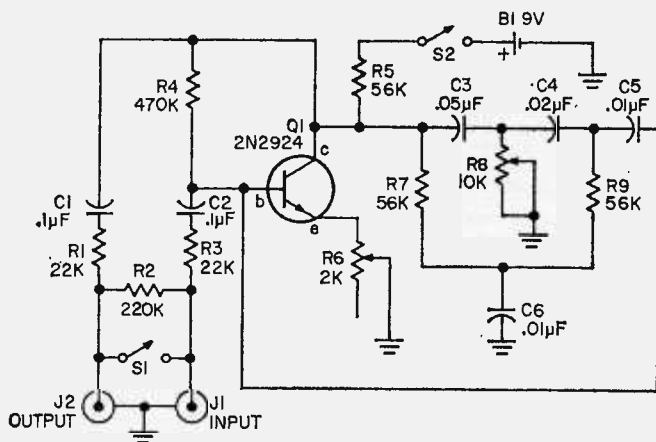 B1 9V
+
S2
R5
56K
R4
470K
Q1
2N2924
c
b
e
C3
.05µF
C4
.02µF
C5
.01µF
R8
10K
R7
56K
R9
56K
C1
.1µF
C2
.1µF
R1
22K
R3
22K
R2
220K
R6
2K
C6
.01µF
S1
J2
OUTPUT
J1
INPUT